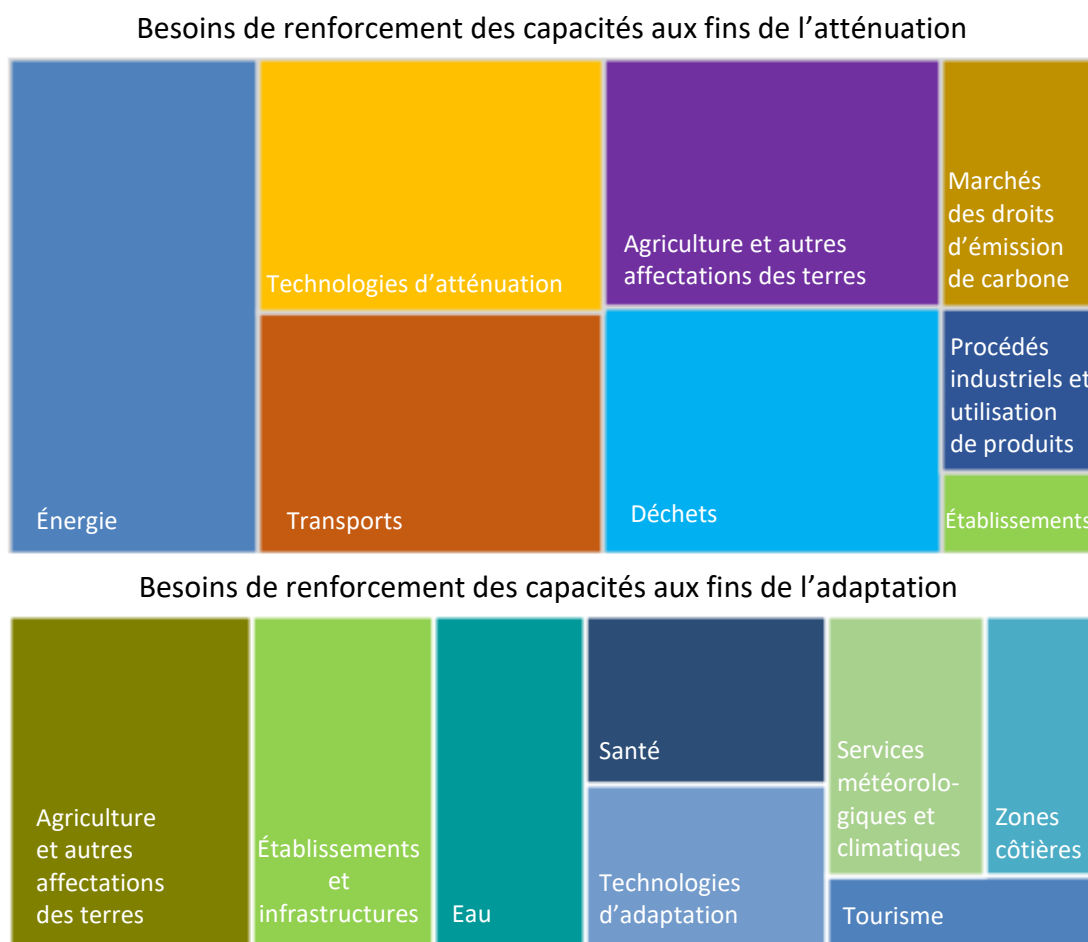 Besoins de renforcement des capacités aux fins de l’atténuation
Énergie
Technologies d’atténuation
Transports
Agriculture et autres
affectations des terres
Déchets
Marchés
des droits
d’émission
de carbone
Procédés
industriels et
utilisation
de produits
Établissements
Besoins de renforcement des capacités aux fins de l’adaptation
Agriculture
et autres
affectations
des terres
Établissements
et
infrastructures
Eau
Santé
Technologies
d’adaptation
Services
météorolo-
giques et
climatiques
Zones
côtières
Tourisme